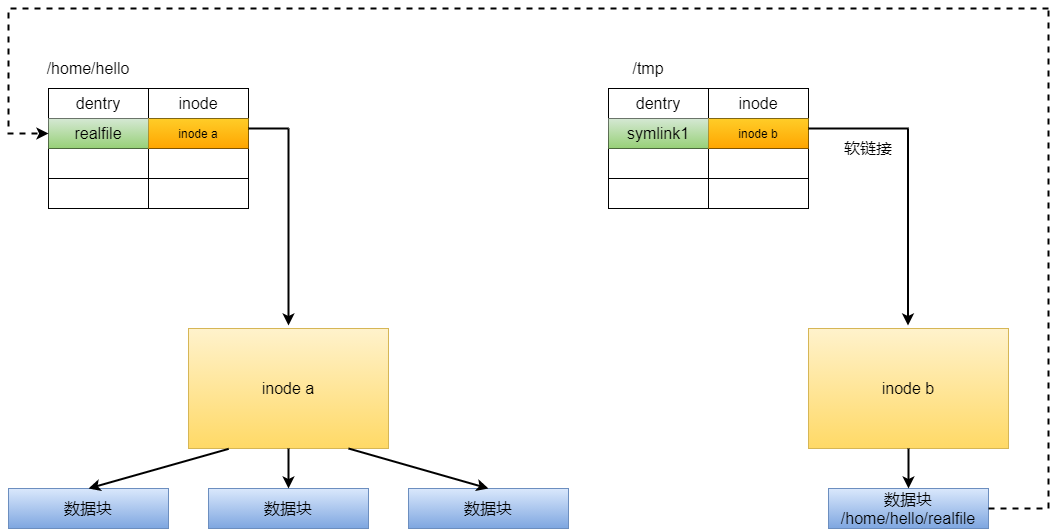 /home/hello
dentry inode
realfile inode a
/tmp
dentry inode
symlink1 inode b
软链接
inode a
inode b
数据块
数据块
数据块
数据块
/home/hello/realfile